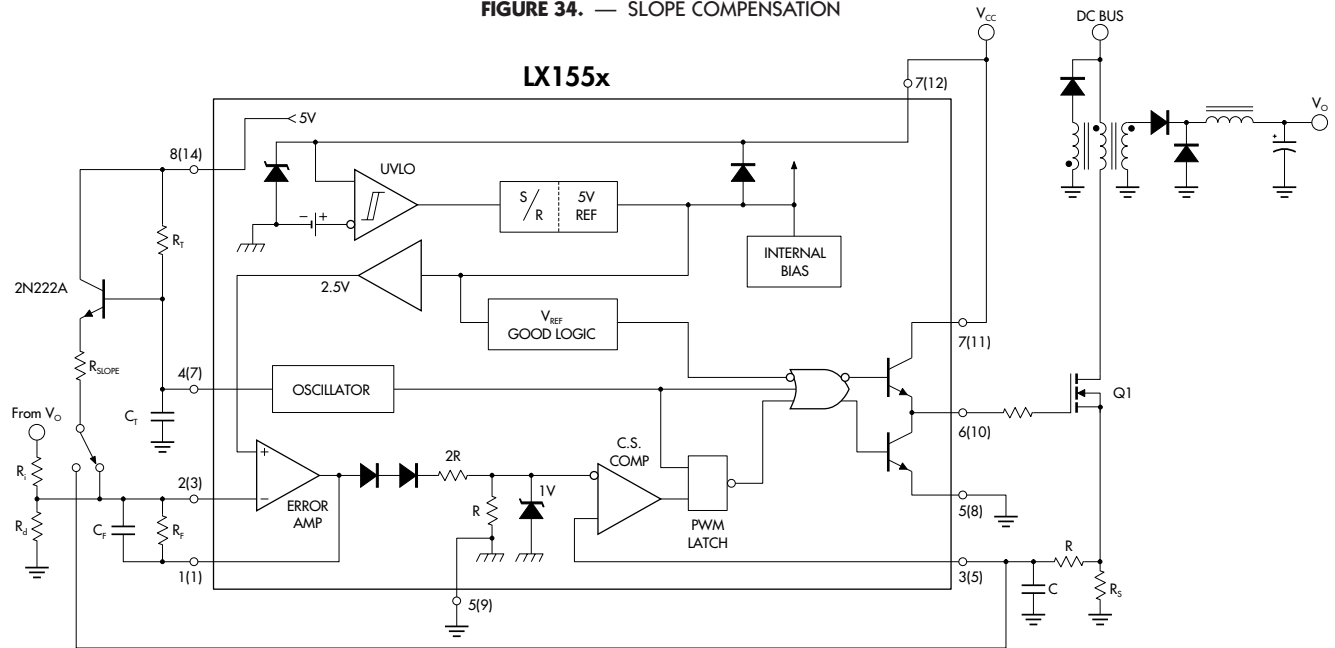 FIGURE 34. — SLOPE COMPENSATION
VCC
DC BUS
LX155x
7(12)
VO
5V
8(14)
UVLO
S/R
5V
REF
RT
− +
INTERNAL
BIAS
2N222A
2.5V
VREF
GOOD LOGIC
7(11)
RSLOPE
4(7)
OSCILLATOR
Q1
From VO
CT
6(10)
C.S.
COMP
Ri
+
2R
2(3)
−
ERROR
AMP
R
1V
PWM
LATCH
5(8)
Rd
CF
RF
1(1)
3(5)
R
C
RS
5(9)
+